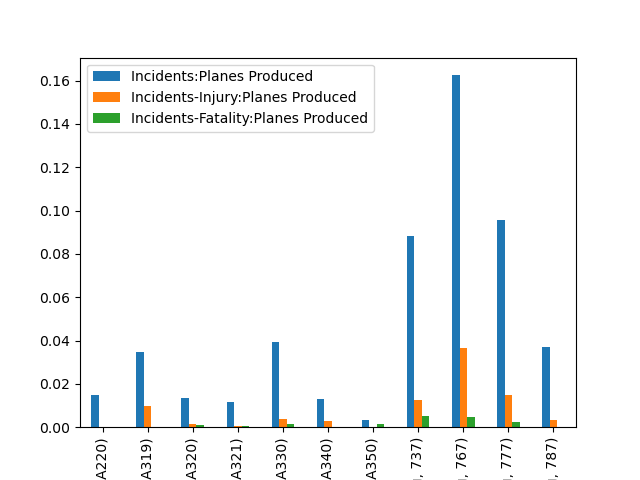 Incidents:Planes Produced
Incidents-Injury:Planes Produced
Incidents-Fatality:Planes Produced
0.16
0.14
0.12
0.10
0.08
0.06
0.04
0.02
0.00
A220)
A319)
A320)
A321)
A330)
A340)
A350)
, 737)
, 767)
, 777)
, 787)